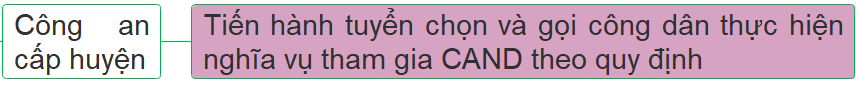 Công an
cấp huyện
Tiến hành tuyển chọn và gọi công dân thực hiện
nghĩa vụ tham gia CAND theo quy định